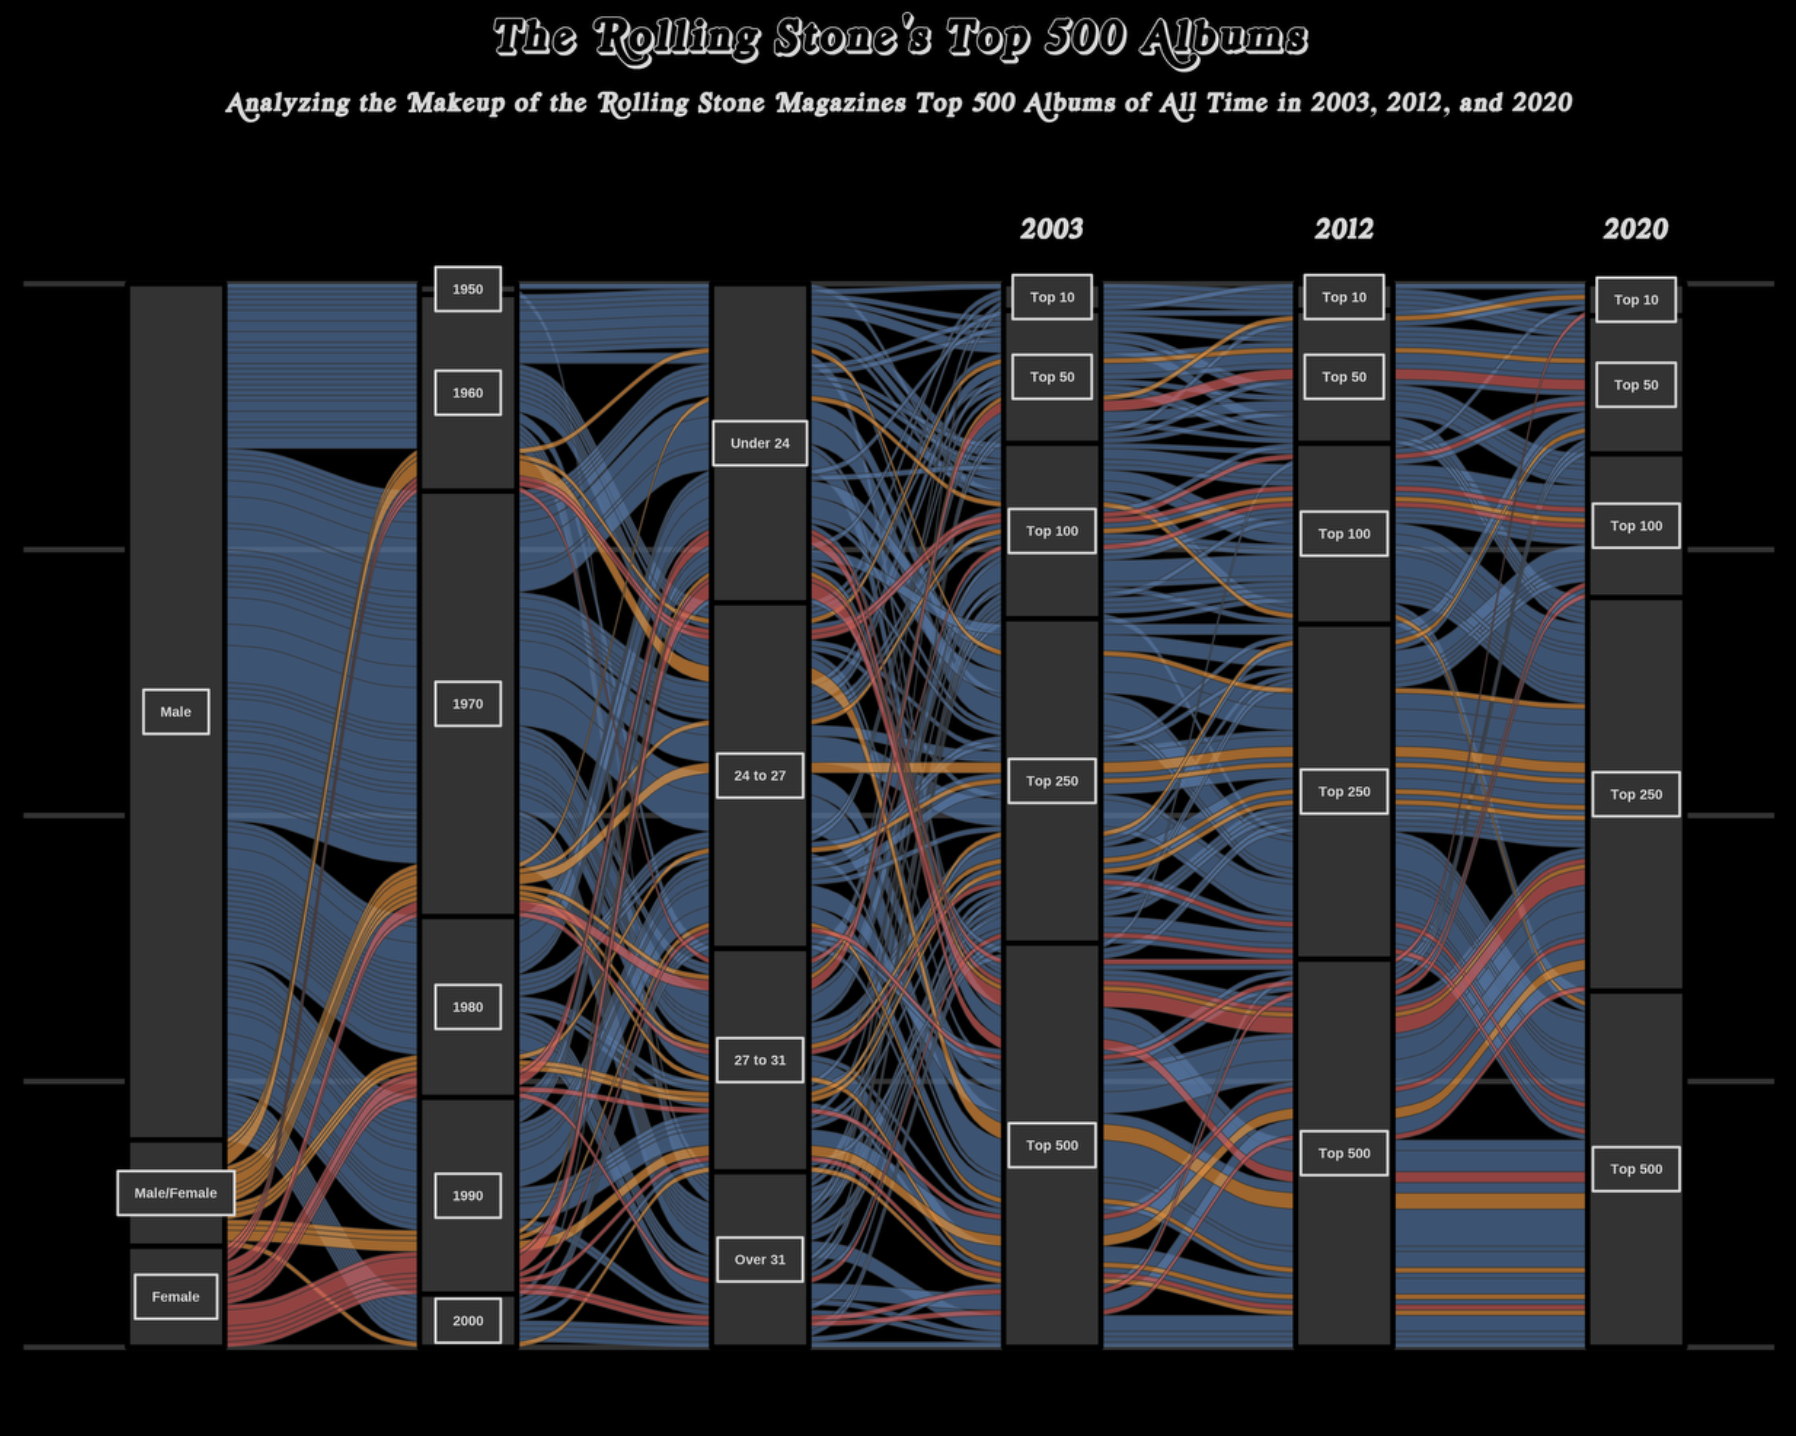 The Rolling Stone's Top 500 Albums
Analyzing the Makeup of the Rolling Stone Magazines Top 500 Albums of All Time in 2003, 2012, and 2020
2003
2012
2020
Male
Male/Female
Female
1950
1960
1970
1980
1990
2000
Under 24
24 to 27
27 to 31
Over 31
Top 10
Top 50
Top 100
Top 250
Top 500
Top 10
Top 50
Top 100
Top 250
Top 500
Top 10
Top 50
Top 100
Top 250
Top 500